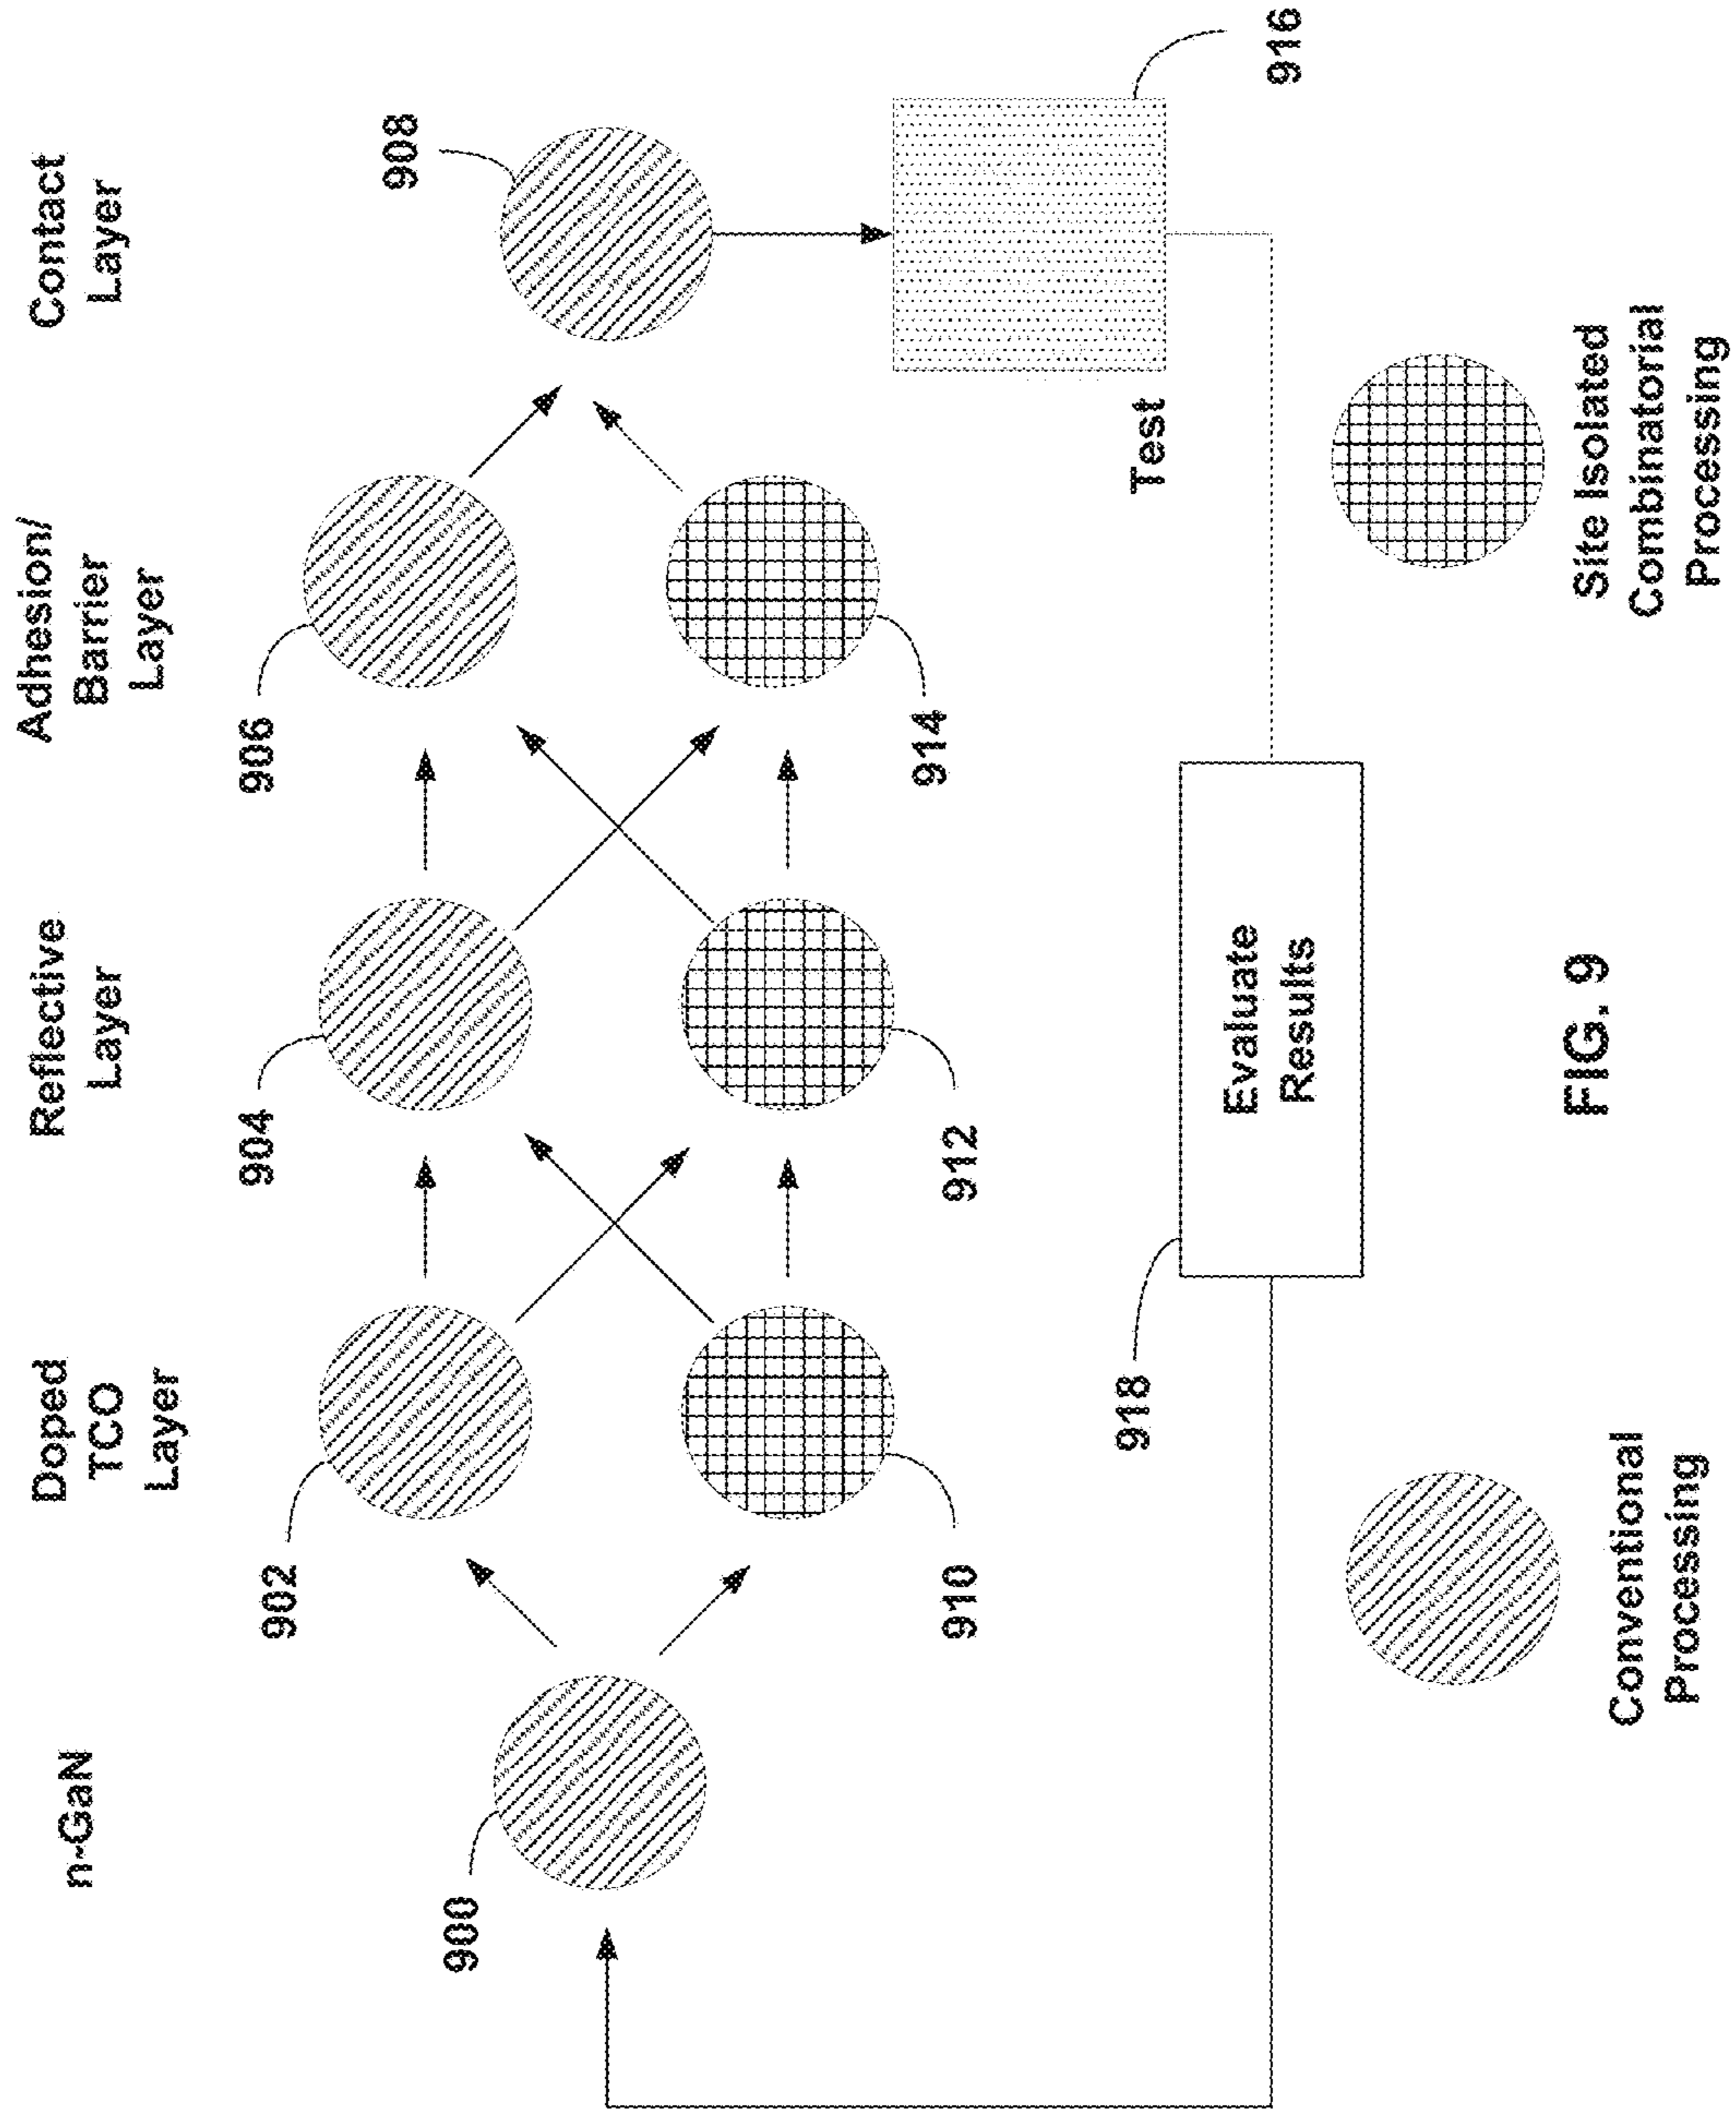 n-GaN
Doped
TCO
Layer
Reflective
Layer
Adhesion/
Barrier
Layer
Contact
Layer
900
902
904
906
908
910
912
914
Test
916
918
Evaluate
Results
Conventional
Processing
Site Isolated
Combinatorial
Processing
FIG. 9